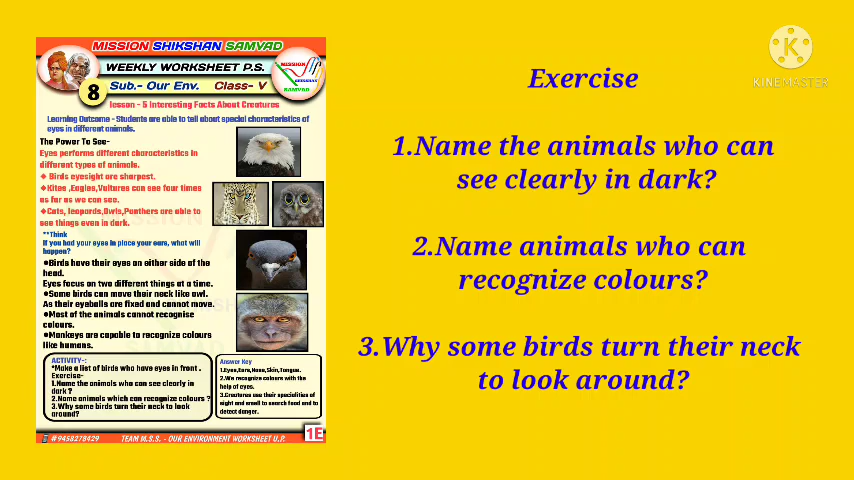 MISSION SHIKSHAN SAMVAD
WEEKLY WORKSHEET P.S.
MISSION
SHIKSHAN
SAMVAD
8 Sub.- Our Env. Class- V
lesson - 5 Interesting Facts About Creatures
Learning Outcome - Students are able to tell about special characteristics of
eyes in different animals.
The Power To See-
Eyes performs different characteristics in
different types of animals.
❖ Birds eyesight are sharpest.
❖Kites ,Eagles,Vultures can see four times
as far as we can see.
❖Cats, leopards,Owls,Panthers are able to
see things even in dark.
**Think
If you had your eyes in place your ears, what will
happen?
●Birds have their eyes on either side of the
head.
Eyes focus on two different things at a time.
●Some birds can move their neck like owl.
As their eyeballs are fixed and cannot move.
●Most of the animals cannot recognise
colours.
●Monkeys are capable to recognize colours
like humans.
ACTIVITY-:
*Make a list of birds who have eyes in front .
Exercise-
1.Name the animals who can see clearly in
dark ?
2.Name animals which can recognize colours ?
3.Why some birds turn their neck to look
around?
Answer Key
1.Eyes,Ears,Nose,Skin,Tongue.
2.We recognize colours with the
help of eyes.
3.Creatures use their specialities of
sight and smell to search food and to
detect danger.
1E
#9458278429 TEAM M.S.S. - OUR ENVIRONMENT WORKSHEET U.P.
Exercise
1.Name the animals who can
see clearly in dark?
2.Name animals who can
recognize colours?
3.Why some birds turn their neck
to look around?
K
KINEMASTER